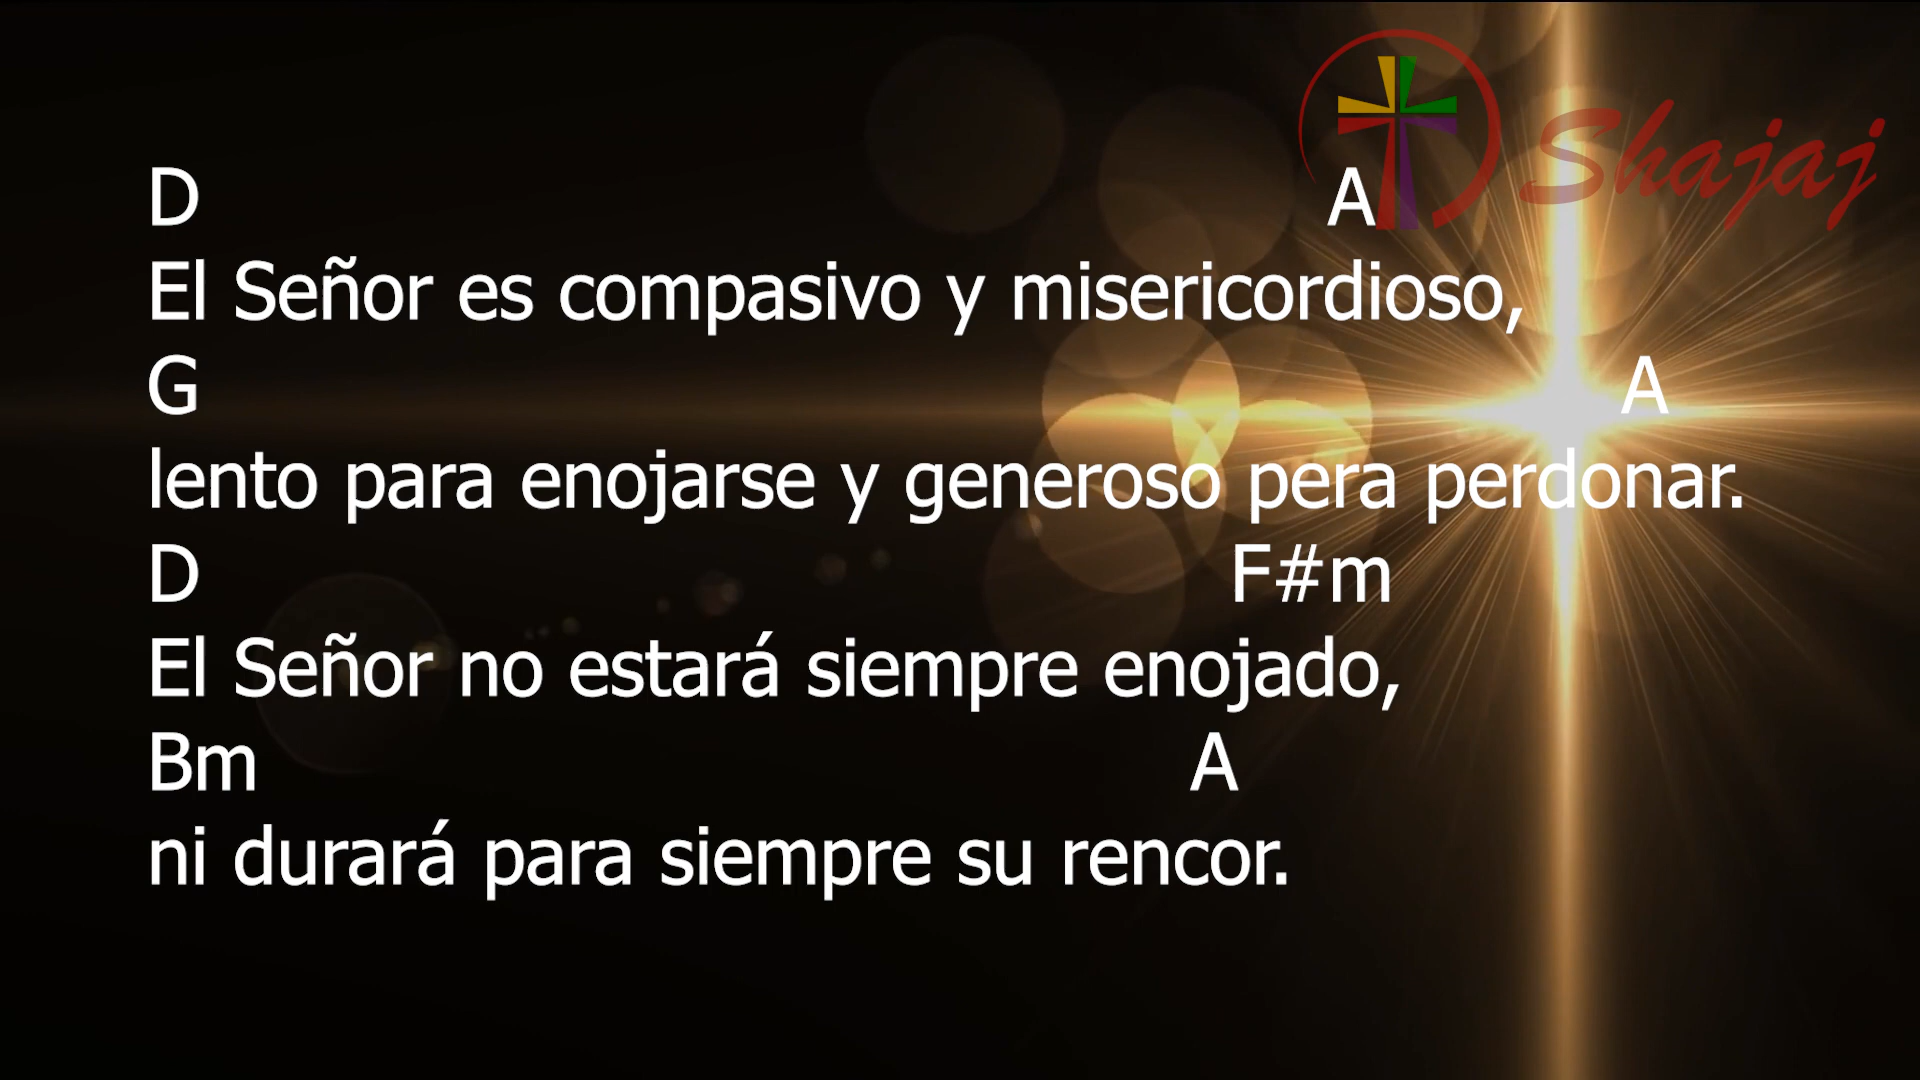 Shajaj
D A
El Señor es compasivo y misericordioso,
G A
lento para enojarse y generoso pera perdonar.
D F#m
El Señor no estará siempre enojado,
Bm A
ni durará para siempre su rencor.